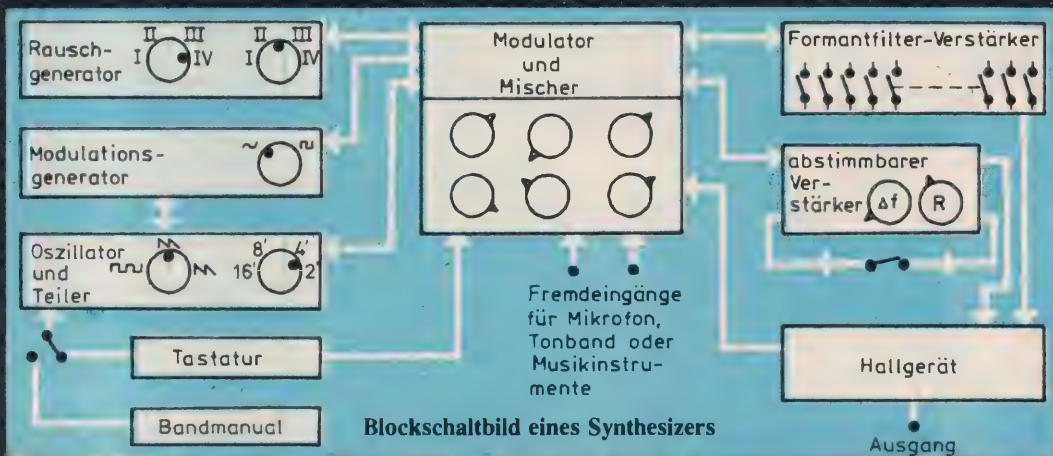 Rausch-
generator
I II III IV
I II III IV
Modulations-
generator
Oszillator
und
Teiler
16' 8' 4' 2'
Tastatur
Bandmanual
Modulator
und
Mischer
Fremdeingänge
für Mikrofon,
Tonband oder
Musikinstru-
mente
Formantfilter-Verstärker
abstimmbarer
Ver-
stärker
Δf
R
Hallgerät
Ausgang
Blockschaltbild eines Synthesizers